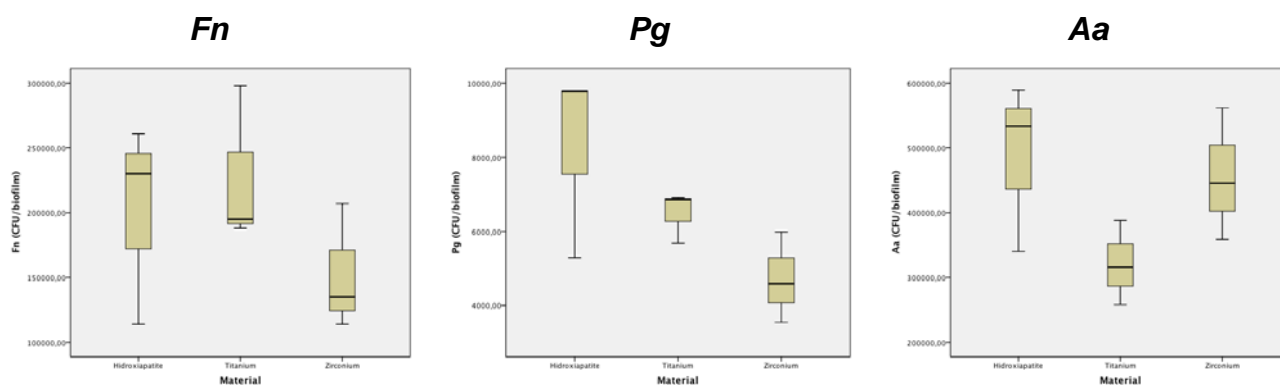 Fn
Pg
Aa
Fn (CFU/biofilm)
300000,00
250000,00
200000,00
150000,00
100000,00
Hidroxiapatite Titanium Zirconium
Material
Pg (CFU/biofilm)
10000,00
8000,00
6000,00
4000,00
Hidroxiapatite Titanium Zirconium
Material
Aa (CFU/biofilm)
600000,00
500000,00
400000,00
300000,00
200000,00
Hidroxiapatite Titanium Zirconium
Material